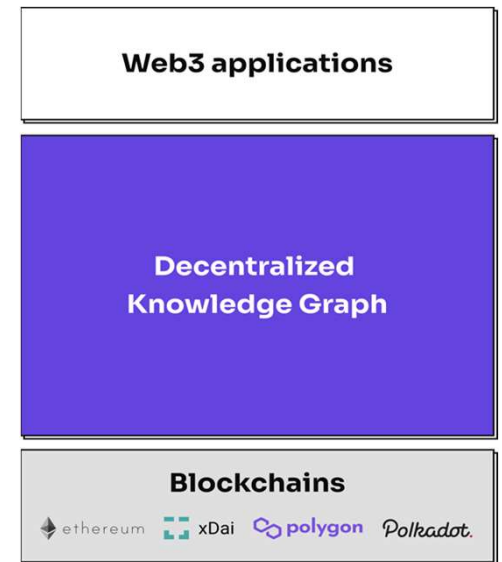 Web3 applications
Decentralized
Knowledge Graph
Blockchains
ethereum xDai polygon Polkadot.